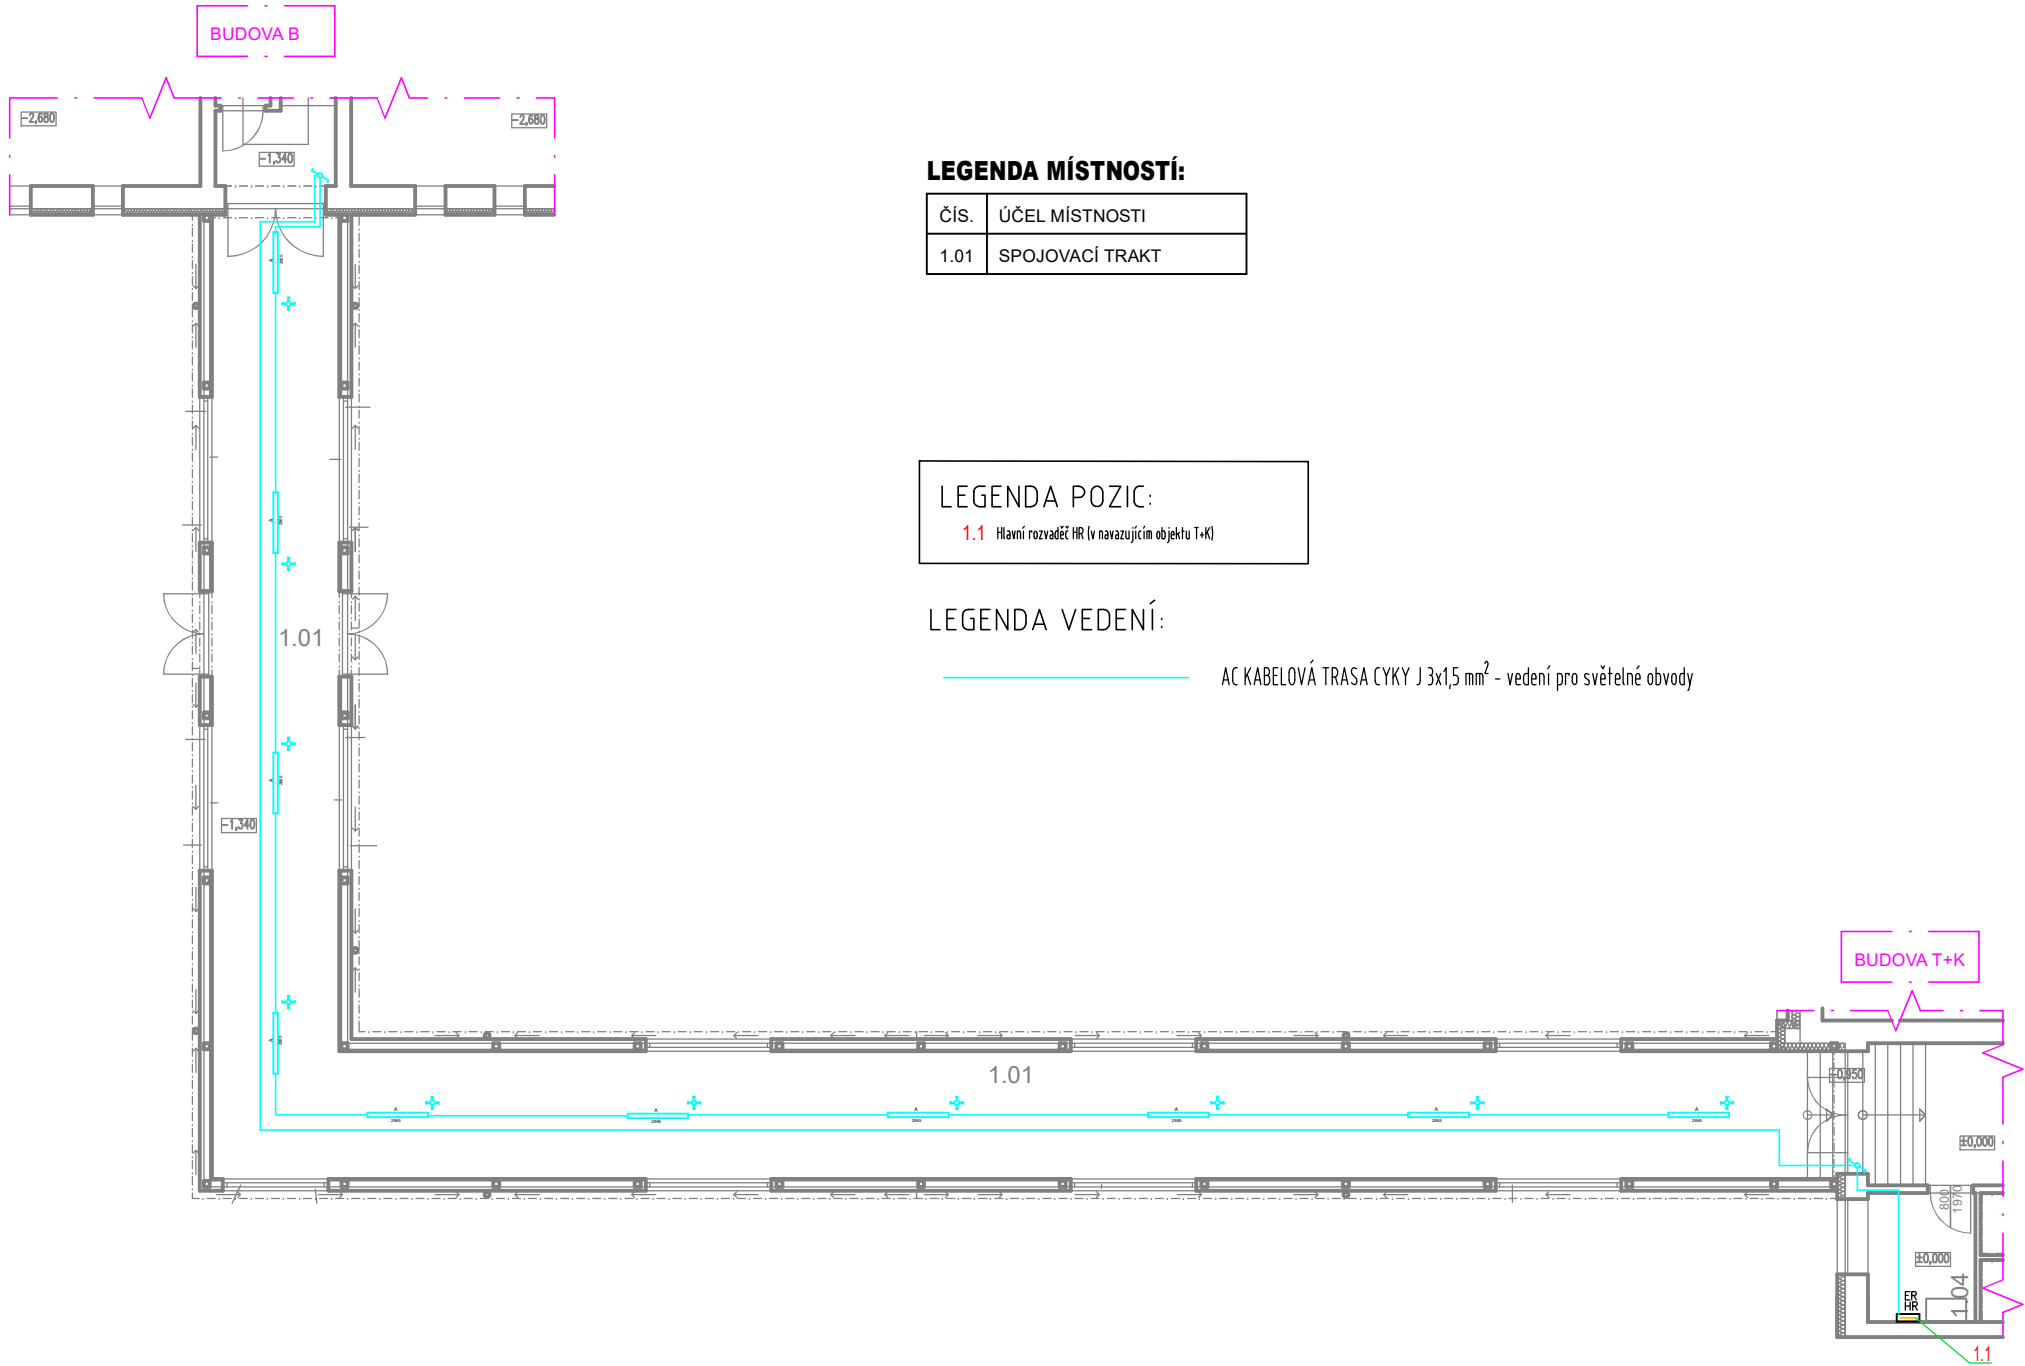 BUDOVA B
-2,680
-2,680
-1,340
LEGENDA MÍSTNOSTÍ:
ČÍS. ÚČEL MÍSTNOSTI
1.01 SPOJOVACÍ TRAKT
LEGENDA POZIC:
1.1 Hlavní rozvaděč HR (v navazujícím objektu T+K)
LEGENDA VEDENÍ:
AC KABELOVÁ TRASA CYKY J 3x1,5 mm² - vedení pro světelné obvody
1.01
-1,340
BUDOVA T+K
1.01
-0,950
A
A
A
A
A
A
A
A
A
A
±0,000
800
1970
±0,000
1.04
ER
HR
1.1